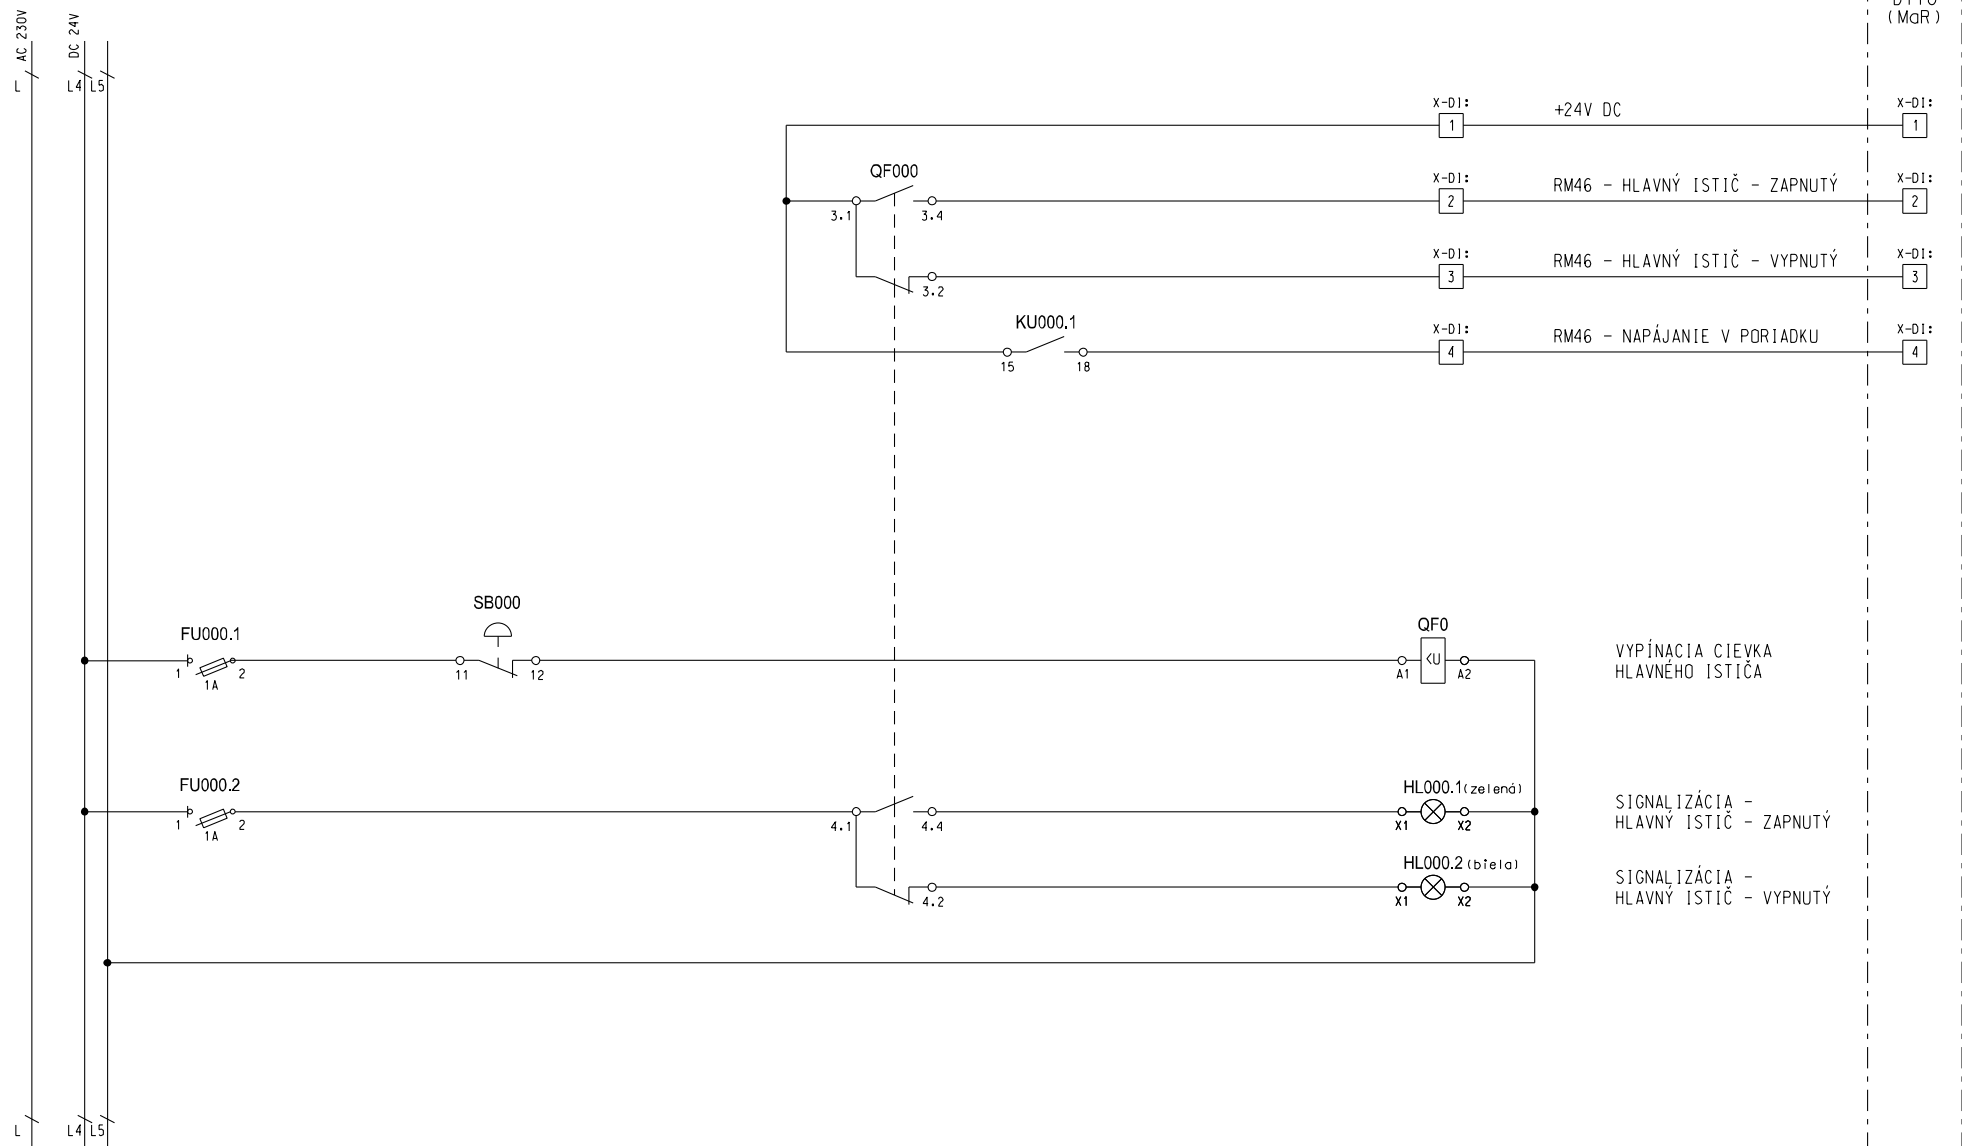 AC 230V
DC 24V
(MaR)
L
L4
L5
X-DI:
+24V DC
X-DI:
1
1
QF000
X-DI:
RM46 - HLAVNÝ ISTIČ - ZAPNUTÝ
X-DI:
3.1
3.4
2
2
X-DI:
RM46 - HLAVNÝ ISTIČ - VYPNUTÝ
X-DI:
3.2
3
3
KU000.1
X-DI:
RM46 - NAPÁJANIE V PORIADKU
X-DI:
15
18
4
4
SB000
FU000.1
QF0
1
1A
2
11
12
A1
<U
A2
VYPÍNACIA CIEVKA
HLAVNÉHO ISTIČA
FU000.2
HL000.1(zelená)
1
1A
2
4.1
4.4
X1
X2
SIGNALIZÁCIA -
HLAVNÝ ISTIČ - ZAPNUTÝ
HL000.2 (biela)
4.2
X1
X2
SIGNALIZÁCIA -
HLAVNÝ ISTIČ - VYPNUTÝ
L
L4
L5